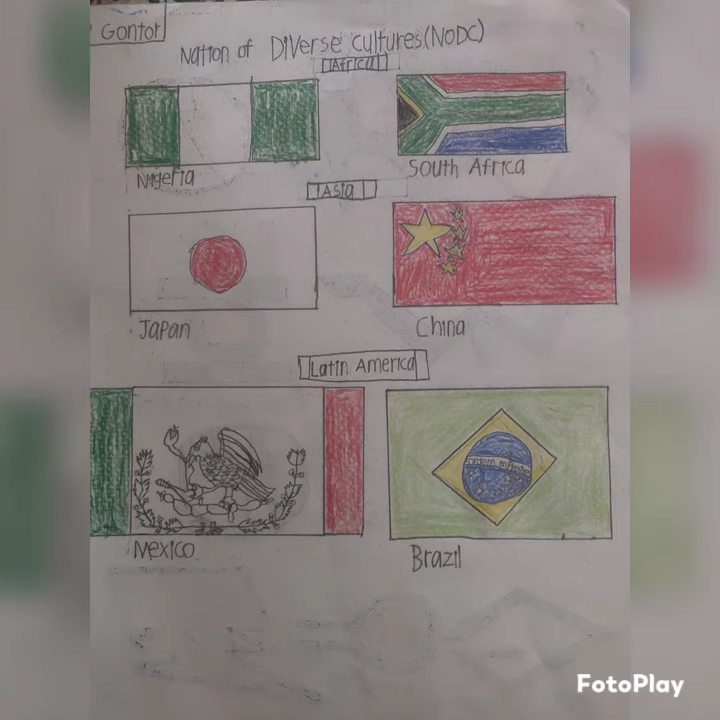 Gontor
Nation of Diverse Cultures (NODC)
Africa
Nigeria
South Africa
Asia
Japan
China
Latin America
Mexico
Brazil
FotoPlay